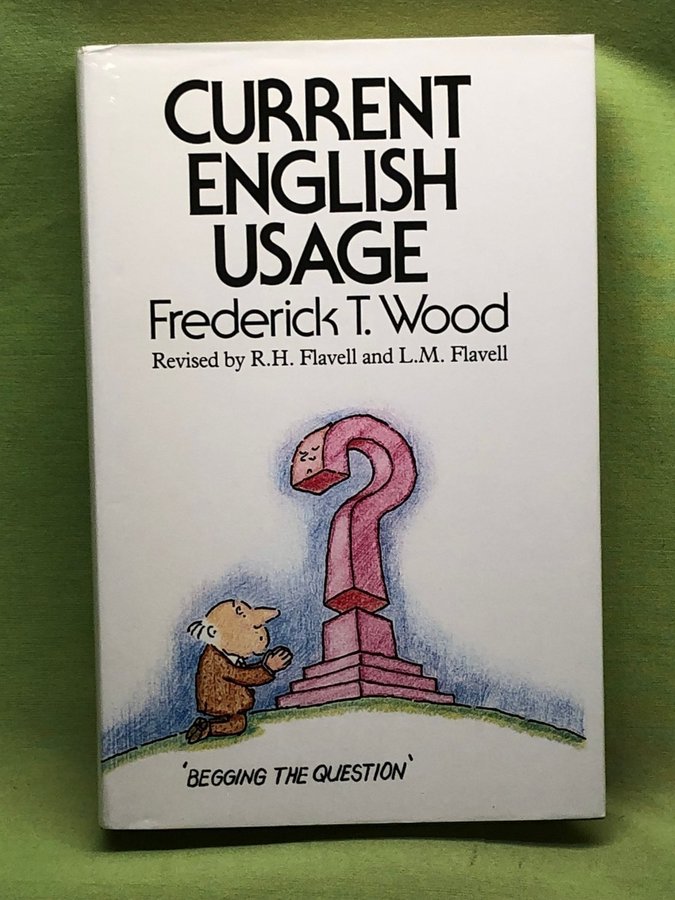 CURRENT
ENGLISH
USAGE
Frederick T. Wood
Revised by R.H. Flavell and L.M. Flavell
'BEGGING THE QUESTION'